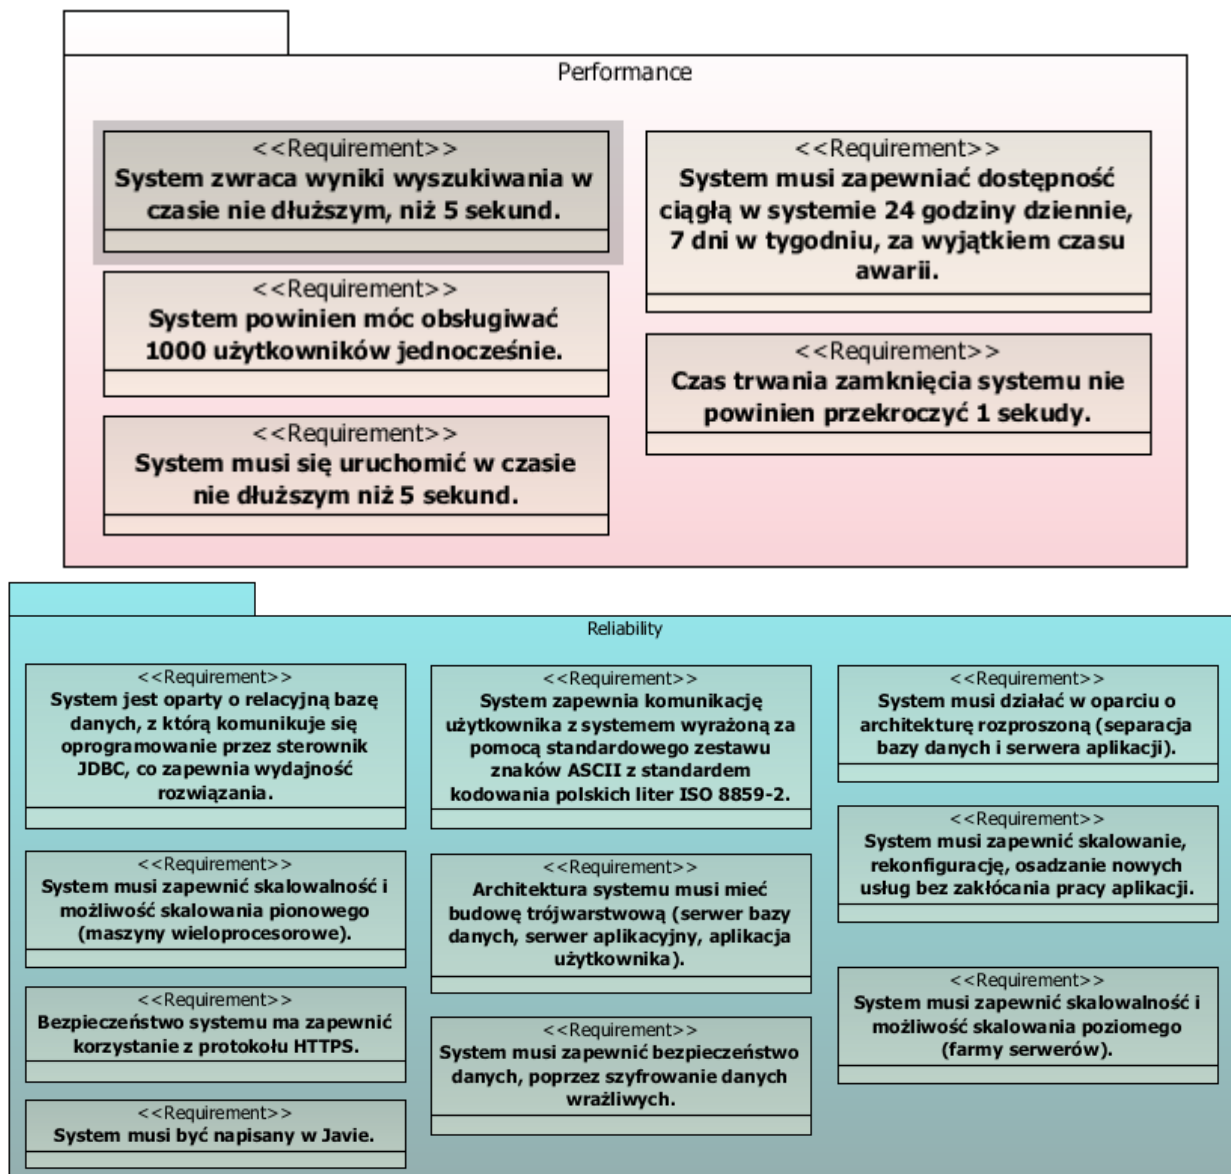 Performance
<<Requirement>>
System zwraca wyniki wyszukiwania w
czasie nie dłuższym, niż 5 sekund.
<<Requirement>>
System powinien móc obsługiwać
1000 użytkowników jednocześnie.
<<Requirement>>
System musi się uruchomić w czasie
nie dłuższym niż 5 sekund.
<<Requirement>>
System musi zapewniać dostępność
ciągłą w systemie 24 godziny dziennie,
7 dni w tygodniu, za wyjątkiem czasu
awarii.
<<Requirement>>
Czas trwania zamknięcia systemu nie
powinien przekroczyć 1 sekudy.
Reliability
<<Requirement>>
System jest oparty o relacyjną bazę
danych, z którą komunikuje się
oprogramowanie przez sterownik
JDBC, co zapewnia wydajność
rozwiązania.
<<Requirement>>
System musi zapewnić skalowalność i
możliwość skalowania pionowego
(maszyny wieloprocesorowe).
<<Requirement>>
Bezpieczeństwo systemu ma zapewnić
korzystanie z protokołu HTTPS.
<<Requirement>>
System musi być napisany w Javie.
<<Requirement>>
System zapewnia komunikację
użytkownika z systemem wyrażoną za
pomocą standardowego zestawu
znaków ASCII z standardem
kodowania polskich liter ISO 8859-2.
<<Requirement>>
Architektura systemu musi mieć
budowę trójwarstwową (serwer bazy
danych, serwer aplikacyjny, aplikacja
użytkownika).
<<Requirement>>
System musi zapewnić bezpieczeństwo
danych, poprzez szyfrowanie danych
wrażliwych.
<<Requirement>>
System musi działać w oparciu o
architekturę rozproszoną (separacja
bazy danych i serwera aplikacji).
<<Requirement>>
System musi zapewnić skalowanie,
rekonfigurację, osadzanie nowych
usług bez zakłócania pracy aplikacji.
<<Requirement>>
System musi zapewnić skalowalność i
możliwość skalowania poziomego
(farmy serwerów).